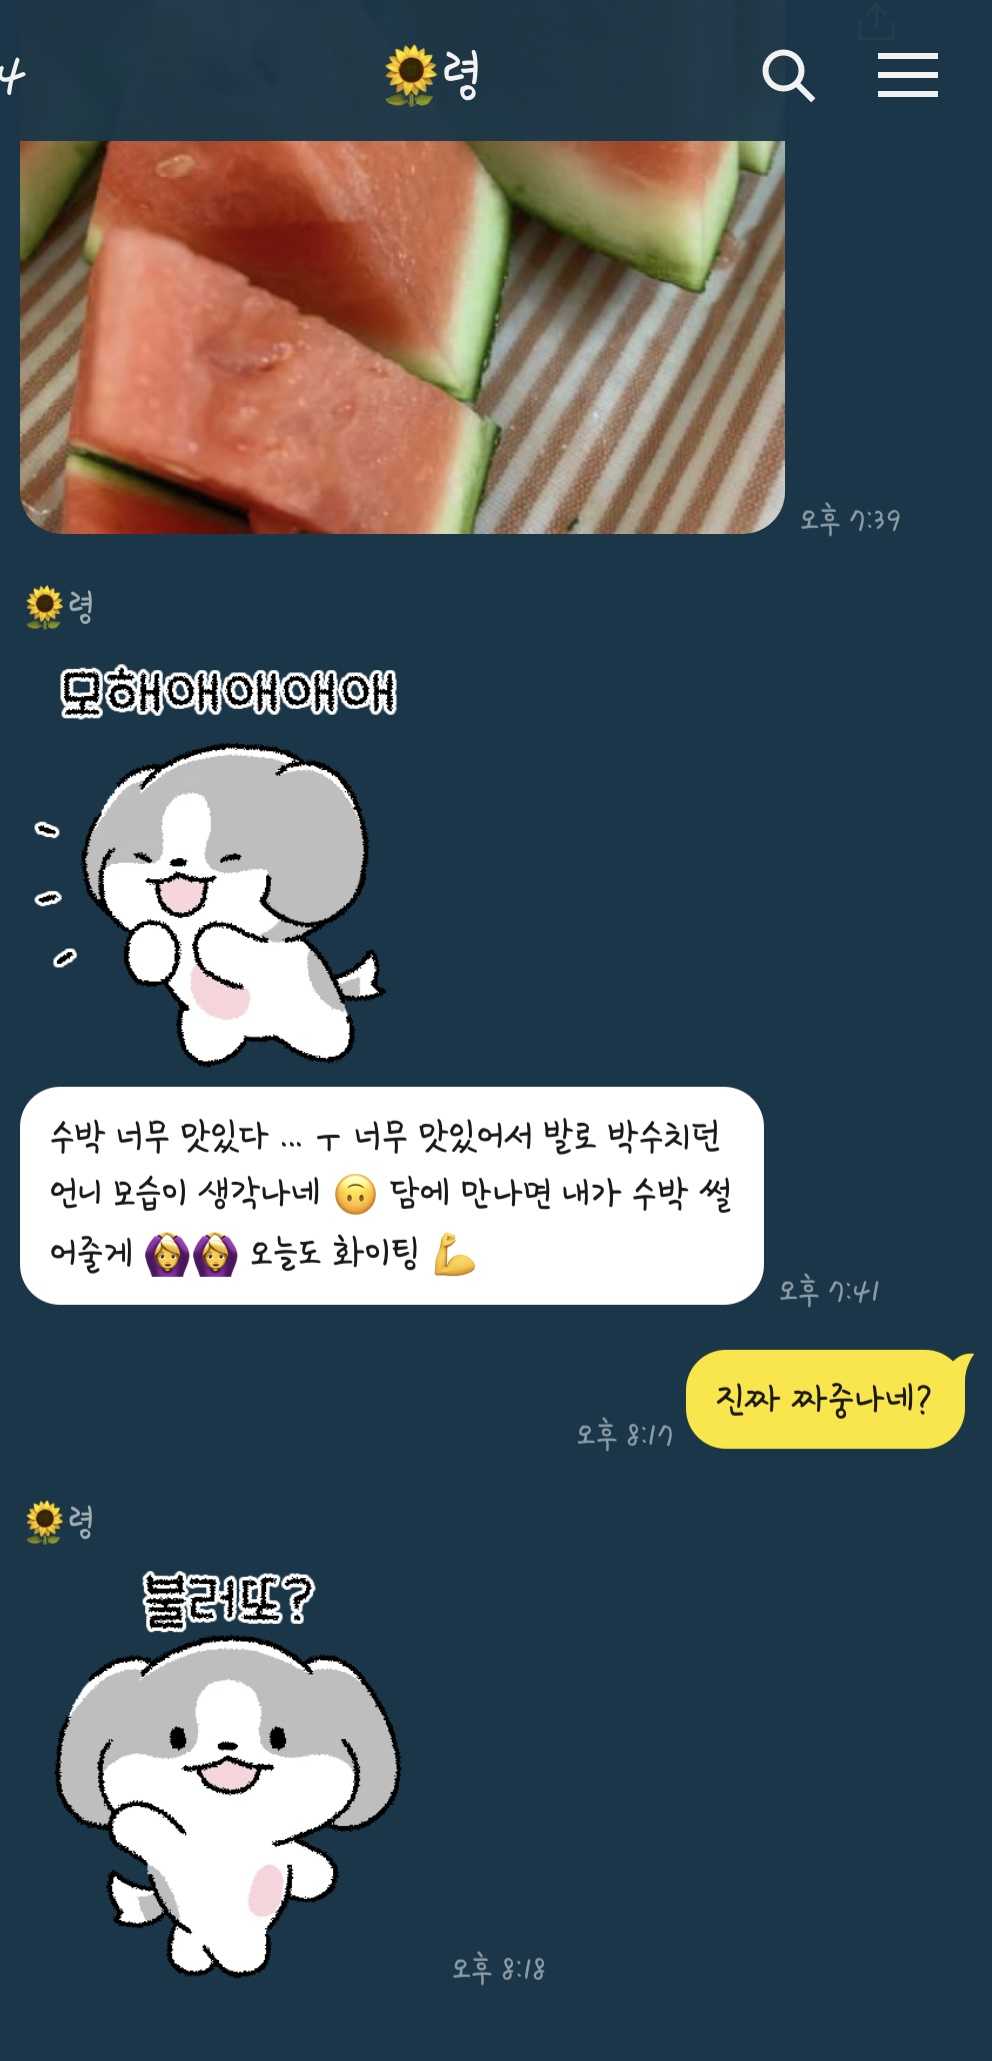 4
🌻령
오후 7:39
🌻령
모해애애애애
수박 너무 맛있다 ... ㅜ 너무 맛있어서 발로 박수치던
언니 모습이 생각나네 🙃 담에 만나면 내가 수박 썰
어줄게 🙆‍♀️🙆‍♀️ 오늘도 화이팅 💪
오후 7:41
진짜 짜중나네?
오후 8:17
🌻령
불러또?
오후 8:18